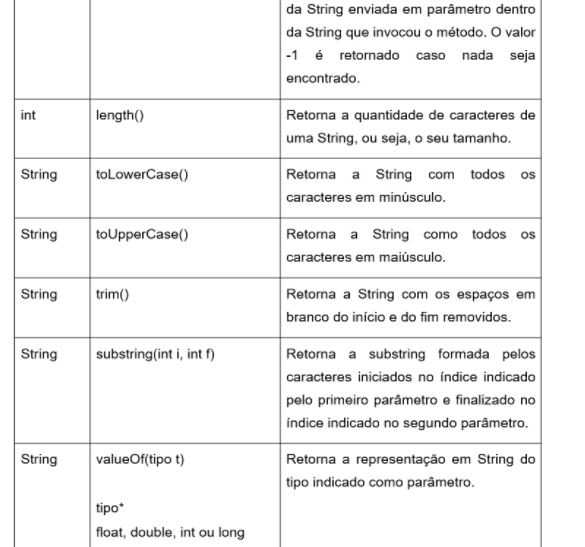 da String enviada em parâmetro dentro
da String que invocou o método. O valor
-1 é retornado caso nada seja
encontrado.
int length() Retorna a quantidade de caracteres de
uma String, ou seja, o seu tamanho.
String toLowerCase() Retorna a String com todos os
caracteres em minúsculo.
String toUpperCase() Retorna a String como todos os
caracteres em maiúsculo.
String trim() Retorna a String com os espaços em
branco do início e do fim removidos.
String substring(int i, int f) Retorna a substring formada pelos
caracteres iniciados no índice indicado
pelo primeiro parâmetro e finalizado no
índice indicado no segundo parâmetro.
String valueOf(tipo t) Retorna a representação em String do
tipo indicado como parâmetro.
tipo*
float, double, int ou long